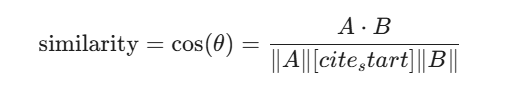 similarity = cos(θ) = A · B / ‖A‖[cite_start]‖B‖